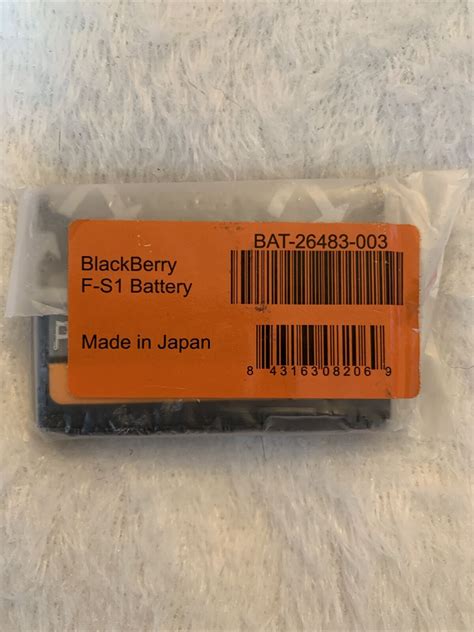 BAT-26483-003
BlackBerry
F-S1 Battery
Made in Japan
8 43163 08206 9